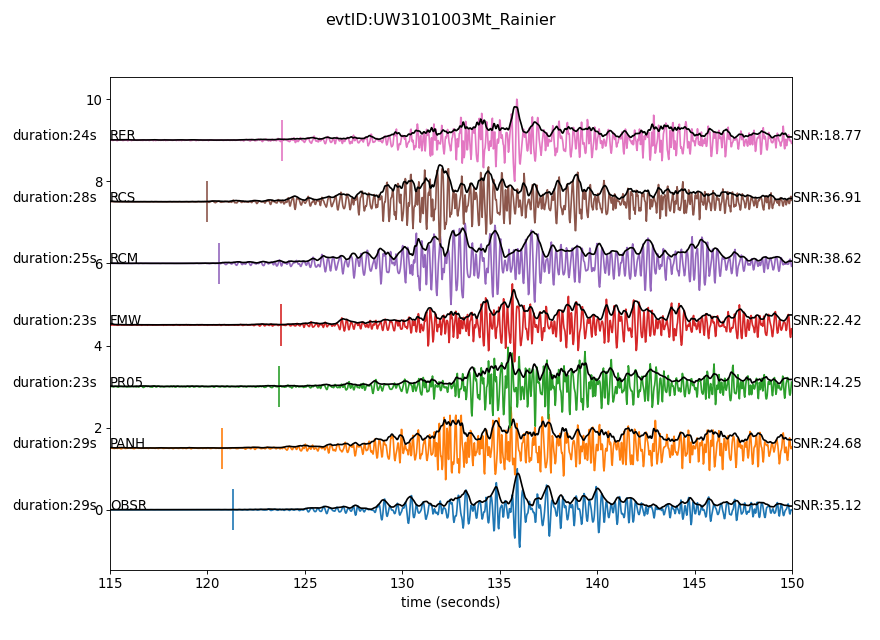 evtID:UW3101003Mt_Rainier
10
duration:24s RER SNR:18.77
8
duration:28s RCS SNR:36.91
duration:25s RCM SNR:38.62
6
duration:23s EMW SNR:22.42
4
duration:23s PR05 SNR:14.25
2
duration:29s PANH SNR:24.68
duration:29s OBSR SNR:35.12
0
115 120 125 130 135 140 145 150
time (seconds)